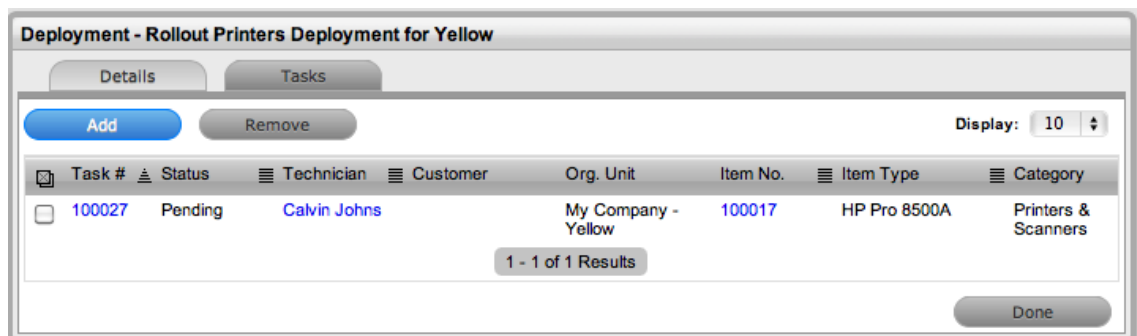 Deployment - Rollout Printers Deployment for Yellow
Details Tasks
Add Remove Display: 10
Task # Status Technician Customer Org. Unit Item No. Item Type Category
100027 Pending Calvin Johns My Company - 100017 HP Pro 8500A Printers &
Yellow Scanners
1 - 1 of 1 Results
Done